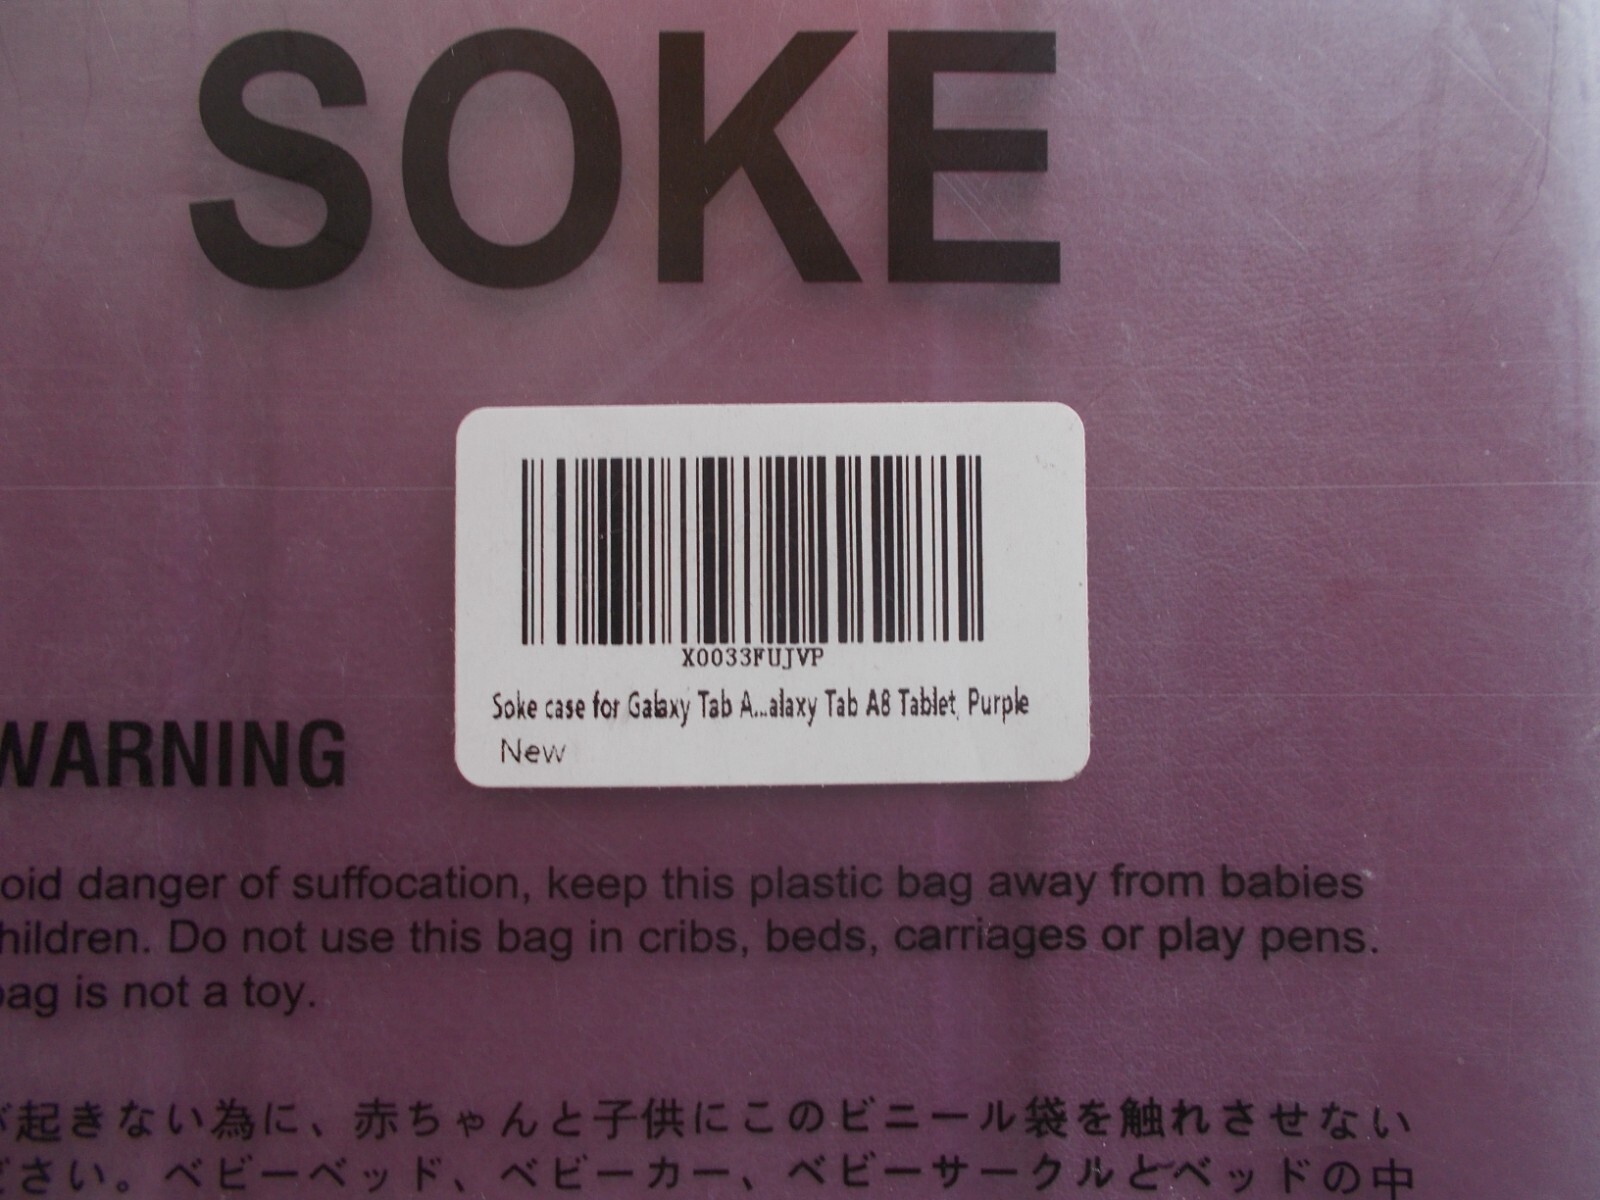 SOKE
X0033FUJVP
Soke case for Galaxy Tab A...alaxy Tab A8 Tablet, Purple
New
WARNING
oid danger of suffocation, keep this plastic bag away from babies
hildren. Do not use this bag in cribs, beds, carriages or play pens.
bag is not a toy.
が起きない為に、赤ちゃんと子供にこのビニール袋を触れさせない
ださい。ベビーベッド、ベビーカー、ベビーサークルとベッドの中